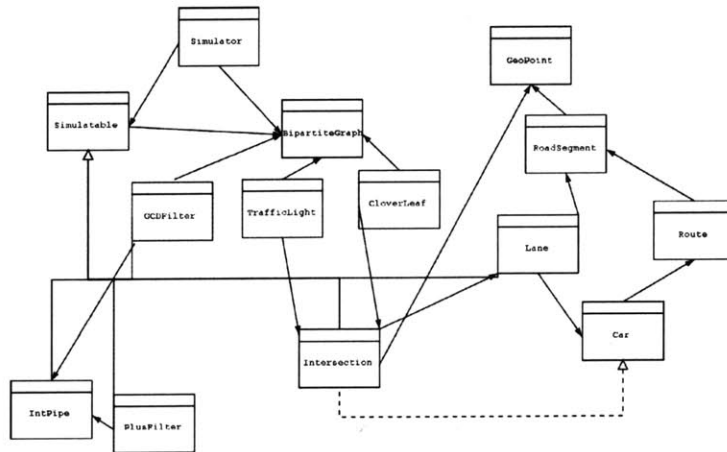 Simulator
GeoPoint
Simulatable
BipartiteGraph
RoadSegment
GCDFilter
TrafficLight
CloverLeaf
Lane
Route
Car
Intersection
IntPipe
PlusFilter